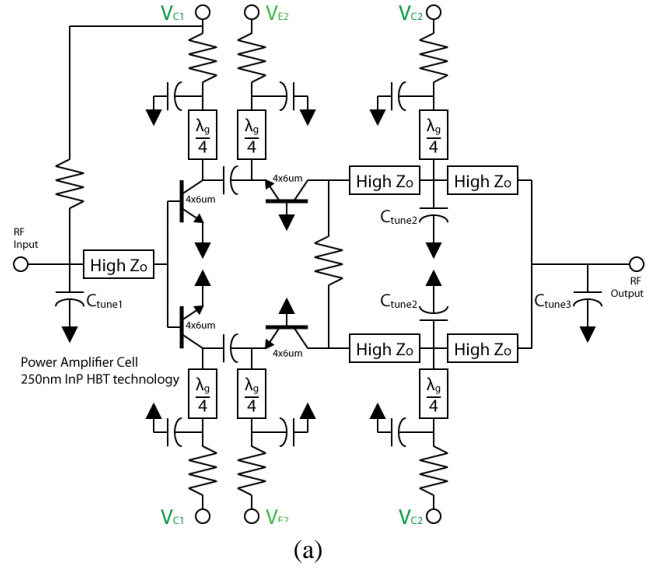 VC1
VE2
VC2
λg
4
λg
4
λg
4
4x6um
4x6um
High Zo
High Zo
RF
Input
High Zo
Ctune2
RF
Output
Ctune1
Ctune2
Ctune3
4x6um
4x6um
High Zo
High Zo
Power Amplifier Cell
250nm InP HBT technology
λg
4
λg
4
λg
4
VC1
VE2
VC2
(a)